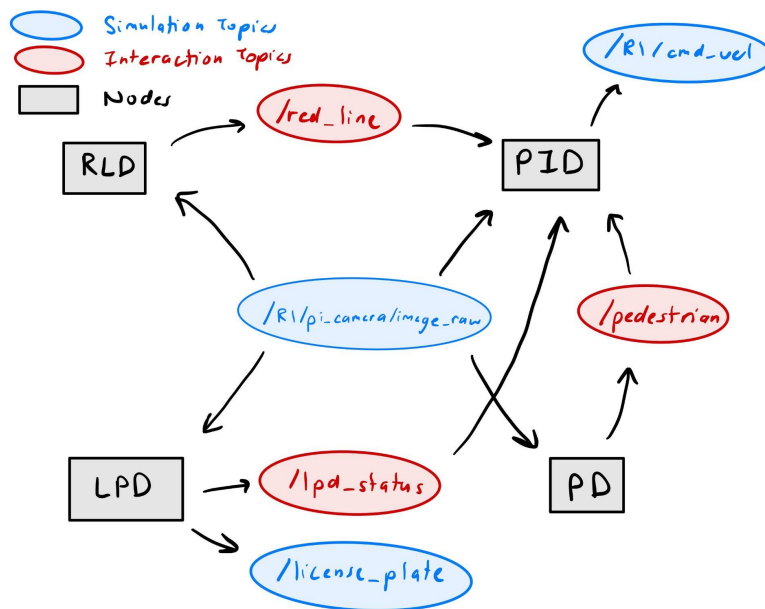 Simulation Topics
/R1/cmd_vel
Interaction Topics
Nodes
/red_line
RLD
PID
/R1/pi_camera/image_raw
/pedestrian
LPD
/lpd_status
PD
/license_plate